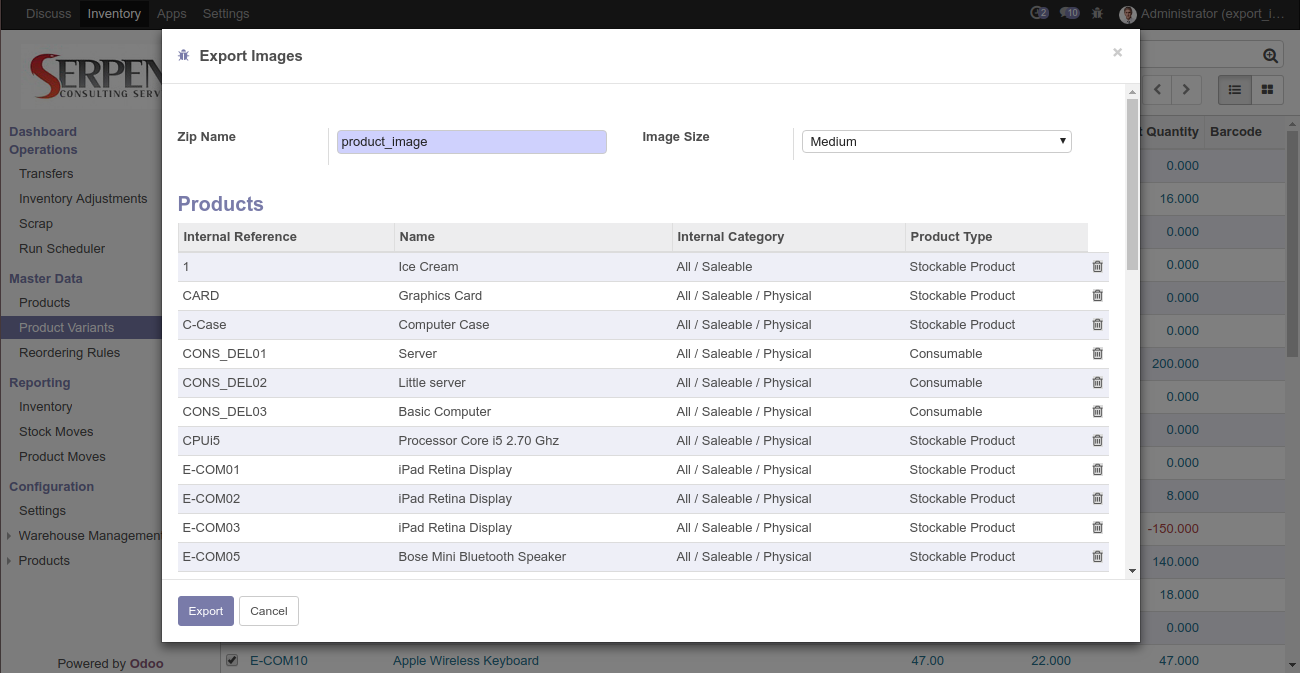 Discuss Inventory Apps Settings 2 10 Administrator (export_i...
Export Images ×
SERPEN
CONSULTING SERV
Zip Name product_image Image Size Medium
Dashboard
Operations
Transfers
Inventory Adjustments
Scrap
Run Scheduler
Master Data
Products
Product Variants
Reordering Rules
Reporting
Inventory
Stock Moves
Product Moves
Configuration
Settings
Warehouse Managemen
Products
Powered by Odoo
Products
Internal Reference Name Internal Category Product Type
1 Ice Cream All / Saleable Stockable Product
CARD Graphics Card All / Saleable / Physical Stockable Product
C-Case Computer Case All / Saleable / Physical Stockable Product
CONS_DEL01 Server All / Saleable / Physical Consumable
CONS_DEL02 Little server All / Saleable / Physical Consumable
CONS_DEL03 Basic Computer All / Saleable / Physical Consumable
CPUi5 Processor Core i5 2.70 Ghz All / Saleable / Physical Stockable Product
E-COM01 iPad Retina Display All / Saleable / Physical Stockable Product
E-COM02 iPad Retina Display All / Saleable / Physical Stockable Product
E-COM03 iPad Retina Display All / Saleable / Physical Stockable Product
E-COM05 Bose Mini Bluetooth Speaker All / Saleable / Physical Stockable Product
Export Cancel
t Quantity Barcode
0.000
16.000
0.000
0.000
0.000
0.000
200.000
0.000
0.000
0.000
8.000
-150.000
140.000
18.000
0.000
E-COM10 Apple Wireless Keyboard 47.00 22.000 47.000